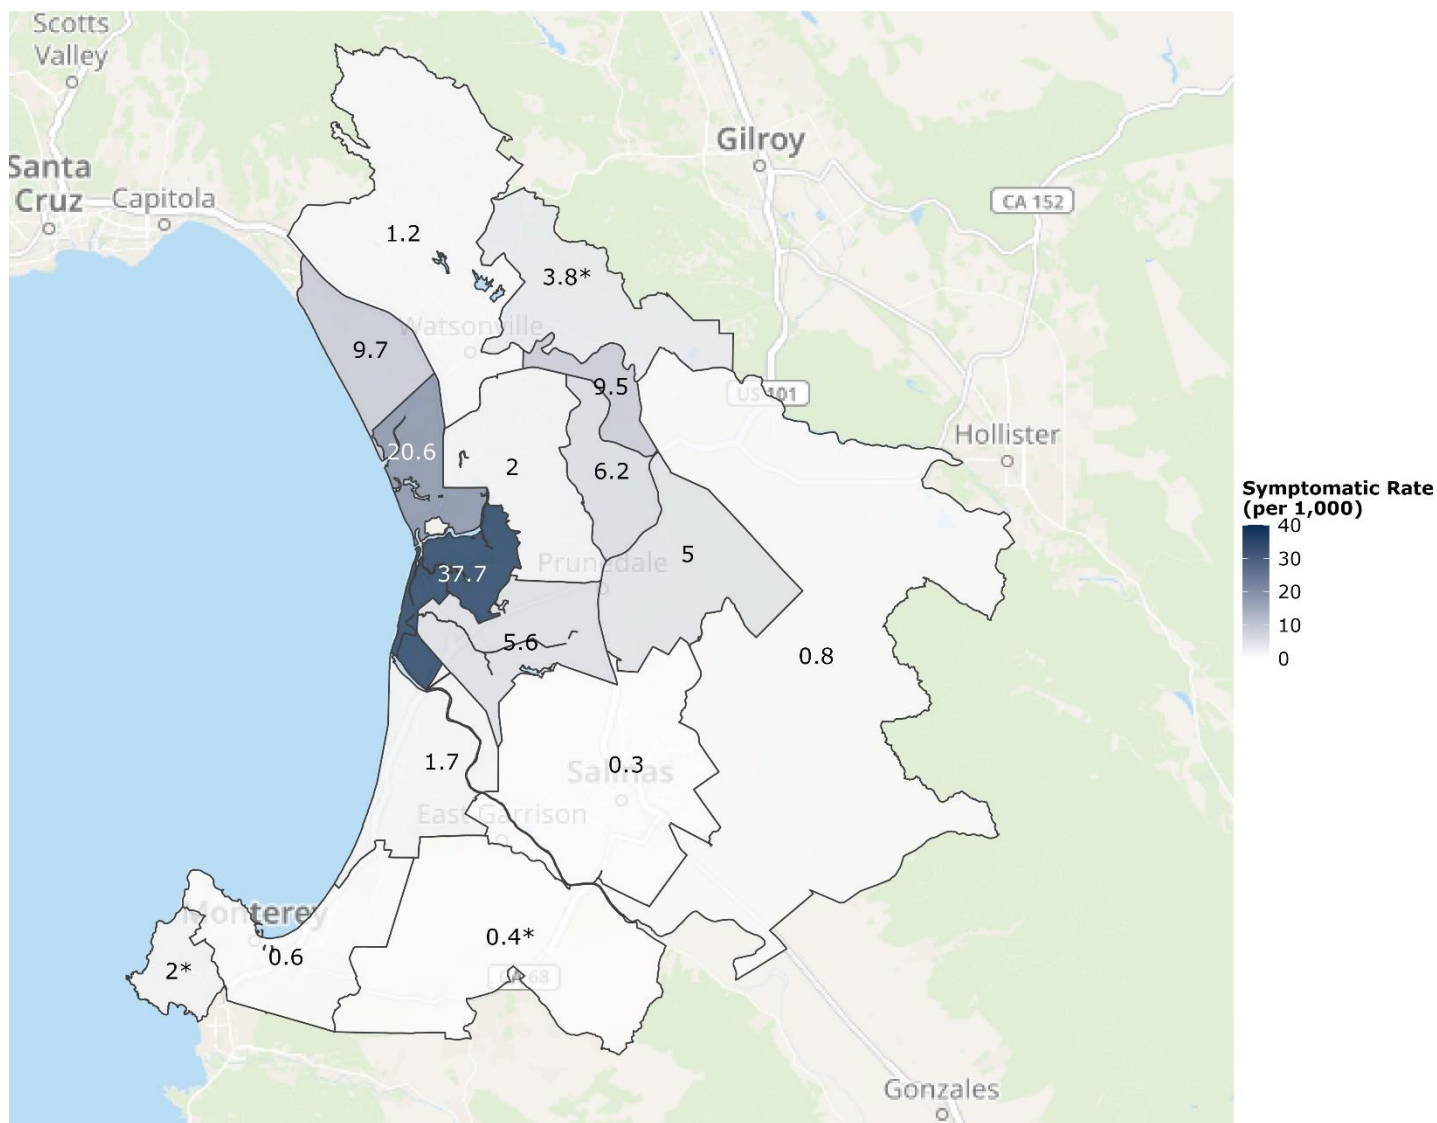 Scotts
Valley
Santa
Cruz
Capitola
Gilroy
CA 152
1.2
3.8*
Watsonville
9.7
9.5
US 101
Hollister
20.6
2
6.2
Symptomatic Rate
(per 1,000)
40
30
20
10
0
37.7
Prunedale
5
5.6
0.8
1.7
0.3
Salinas
East Garrison
Monterey
0.4*
0.6
2*
CA 68
Gonzales